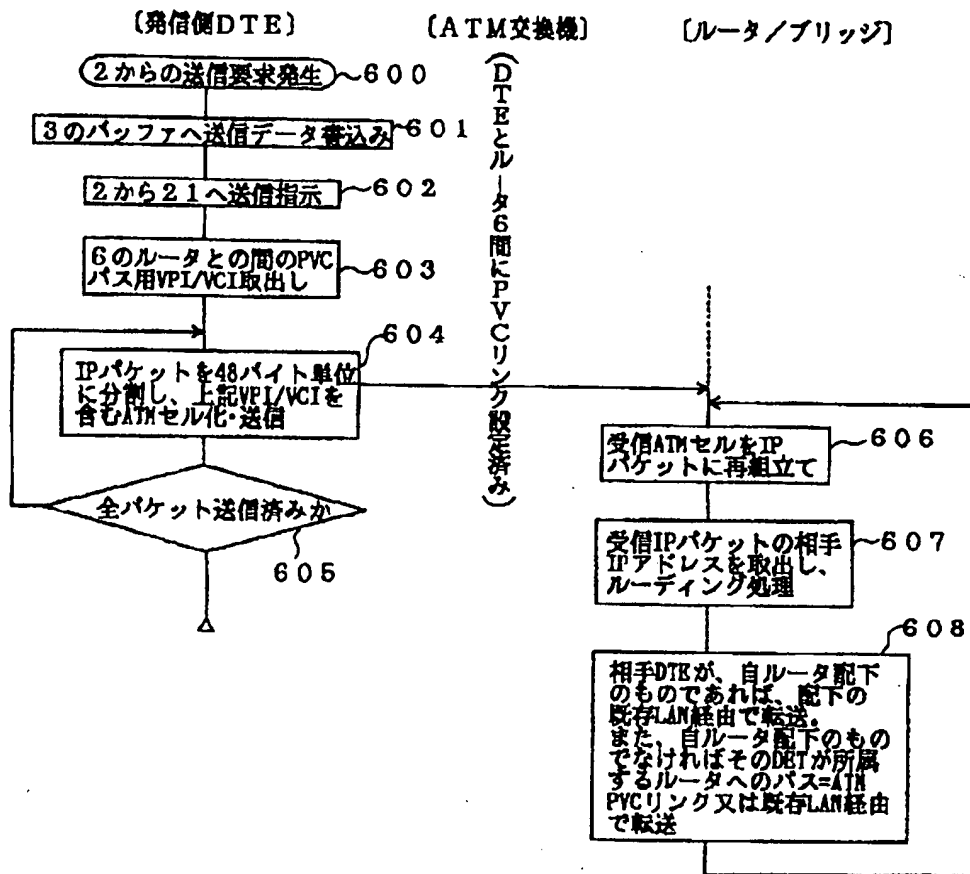 〔発信側DTE〕
〔ATM交換機〕
〔ルータ/ブリッジ〕
2からの送信要求発生
600
3のバッファへ送信データ書込み
601
2から21へ送信指示
602
6のルータとの間のPVC
パス用VPI/VCI取出し
603
604
IPパケットを48バイト単位
に分割し、上記VPI/VCIを
含むATMセル化・送信
全パケット送信済みか
605
(DTEとルータ6間にPVCリンク設定済み)
受信ATMセルをIP
パケットに再組立て
606
受信IPパケットの相手
IPアドレスを取出し、
ルーティング処理
607
608
相手DTEが、自ルータ配下
のものであれば、配下の
既存LAN経由で転送.
また、自ルータ配下のもの
でなければそのDETが所属
するルータへのパス=ATM
PVCリンク又は既存LAN経由
で転送